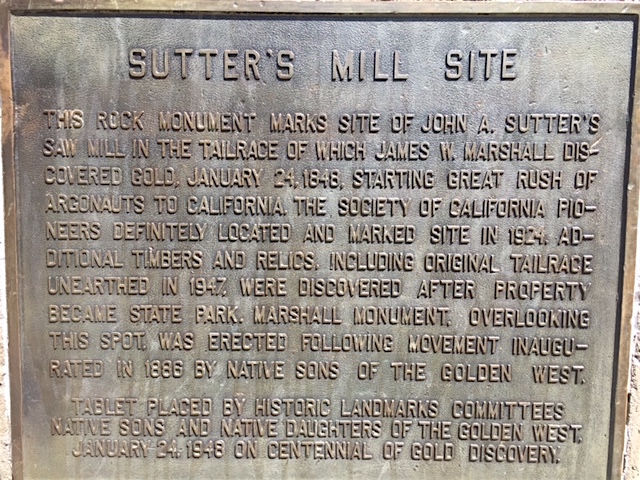 SUTTER'S MILL SITE
THIS ROCK MONUMENT MARKS SITE OF JOHN A. SUTTER'S
SAW MILL IN THE TAILRACE OF WHICH JAMES W. MARSHALL DIS-
COVERED GOLD, JANUARY 24, 1848, STARTING GREAT RUSH OF
ARGONAUTS TO CALIFORNIA. THE SOCIETY OF CALIFORNIA PIO-
NEERS DEFINITELY LOCATED AND MARKED SITE IN 1924. AD-
DITIONAL TIMBERS AND RELICS, INCLUDING ORIGINAL TAILRACE
UNEARTHED IN 1947, WERE DISCOVERED AFTER PROPERTY
BECAME STATE PARK. MARSHALL MONUMENT, OVERLOOKING
THIS SPOT, WAS ERECTED FOLLOWING MOVEMENT INAUGU-
RATED IN 1886 BY NATIVE SONS OF THE GOLDEN WEST.
TABLET PLACED BY HISTORIC LANDMARKS COMMITTEES
NATIVE SONS AND NATIVE DAUGHTERS OF THE GOLDEN WEST,
JANUARY 24, 1948 ON CENTENNIAL OF GOLD DISCOVERY.